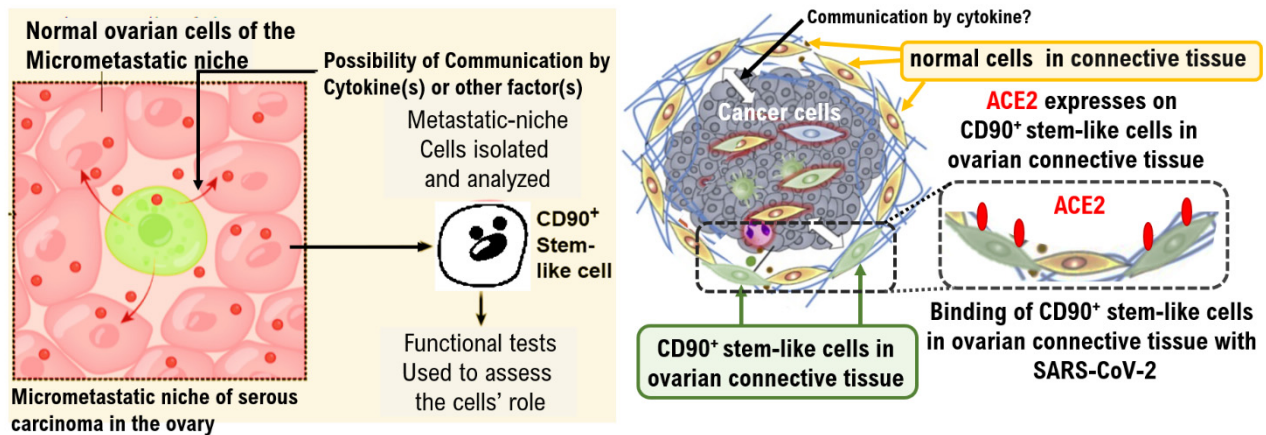 Normal ovarian cells of the
Micrometastatic niche
Possibility of Communication by
Cytokine(s) or other factor(s)
Metastatic-niche
Cells isolated
and analyzed
CD90⁺
Stem-
like cell
Functional tests
Used to assess
the cells' role
Micrometastatic niche of serous
carcinoma in the ovary
Communication by cytokine?
normal cells in connective tissue
Cancer cells
ACE2 expresses on
CD90⁺ stem-like cells in
ovarian connective tissue
ACE2
CD90⁺ stem-like cells in
ovarian connective tissue
Binding of CD90⁺ stem-like cells
in ovarian connective tissue with
SARS-CoV-2